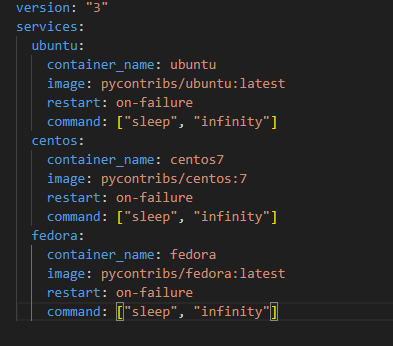 version: "3"
services:
  ubuntu:
    container_name: ubuntu
    image: pycontribs/ubuntu:latest
    restart: on-failure
    command: ["sleep", "infinity"]
  centos:
    container_name: centos7
    image: pycontribs/centos:7
    restart: on-failure
    command: ["sleep", "infinity"]
  fedora:
    container_name: fedora
    image: pycontribs/fedora:latest
    restart: on-failure
    command: ["sleep", "infinity"]